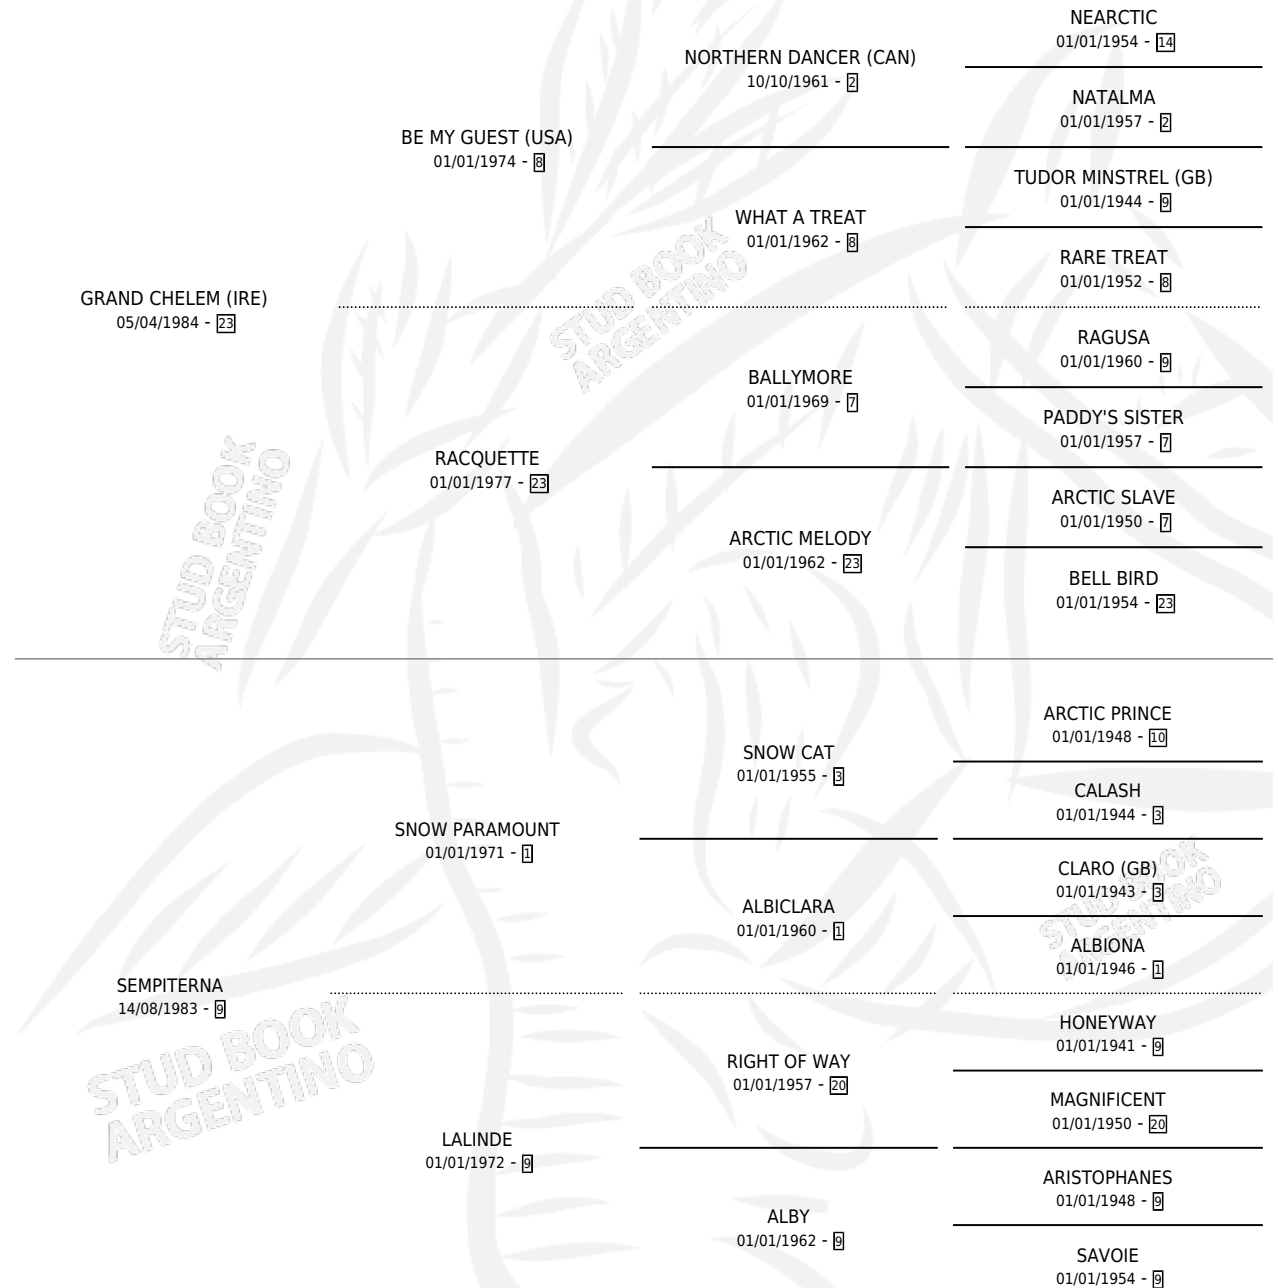 NEARCTIC
01/01/1954 - 14
NORTHERN DANCER (CAN)
10/10/1961 - 2
NATALMA
01/01/1957 - 2
BE MY GUEST (USA)
01/01/1974 - 8
TUDOR MINSTREL (GB)
01/01/1944 - 9
WHAT A TREAT
01/01/1962 - 8
RARE TREAT
01/01/1952 - 8
GRAND CHELEM (IRE)
05/04/1984 - 23
STUD BOOK
ARGENTINO
RAGUSA
01/01/1960 - 9
BALLYMORE
01/01/1969 - 7
PADDY'S SISTER
01/01/1957 - 7
RACQUETTE
01/01/1977 - 23
ARCTIC SLAVE
01/01/1950 - 7
ARCTIC MELODY
01/01/1962 - 23
BELL BIRD
01/01/1954 - 23
STUD BOOK
ARGENTINO
ARCTIC PRINCE
01/01/1948 - 10
SNOW CAT
01/01/1955 - 3
CALASH
01/01/1944 - 3
SNOW PARAMOUNT
01/01/1971 - 1
CLARO (GB)
01/01/1943 - 3
ALBICLARA
01/01/1960 - 1
STUD BOOK
ARGENTINO
ALBIONA
01/01/1946 - 1
SEMPITERNA
14/08/1983 - 9
STUD BOOK
ARGENTINO
HONEYWAY
01/01/1941 - 9
RIGHT OF WAY
01/01/1957 - 20
MAGNIFICENT
01/01/1950 - 20
LALINDE
01/01/1972 - 9
ARISTOPHANES
01/01/1948 - 9
ALBY
01/01/1962 - 9
SAVOIE
01/01/1954 - 9